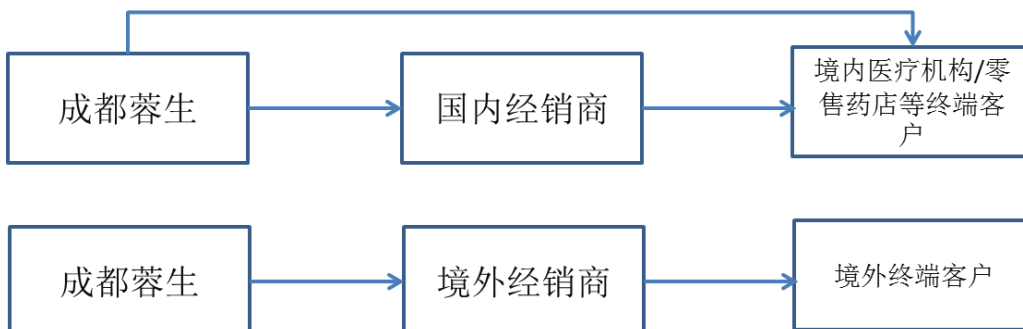 成都蓉生
国内经销商
境内医疗机构/零
售药店等终端客
户
成都蓉生
境外经销商
境外终端客户